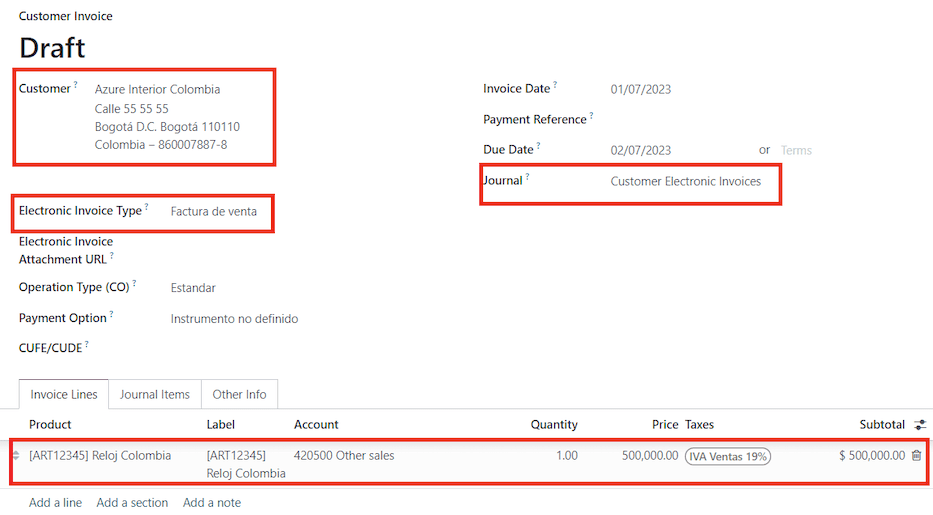 Customer Invoice
Draft
Customer ? Azure Interior Colombia
Calle 55 55 55
Bogotá D.C. Bogotá 110110
Colombia – 860007887-8
Invoice Date ? 01/07/2023
Payment Reference ?
Due Date ? 02/07/2023 or Terms
Journal ? Customer Electronic Invoices
Electronic Invoice Type ? Factura de venta
Electronic Invoice
Attachment URL ?
Operation Type (CO) ? Estandar
Payment Option ? Instrumento no definido
CUFE/CUDE ?
Invoice Lines Journal Items Other Info
Product Label Account Quantity Price Taxes Subtotal
[ART12345] Reloj Colombia [ART12345] 420500 Other sales 1.00 500,000.00 IVA Ventas 19% $ 500,000.00
Reloj Colombia
Add a line Add a section Add a note